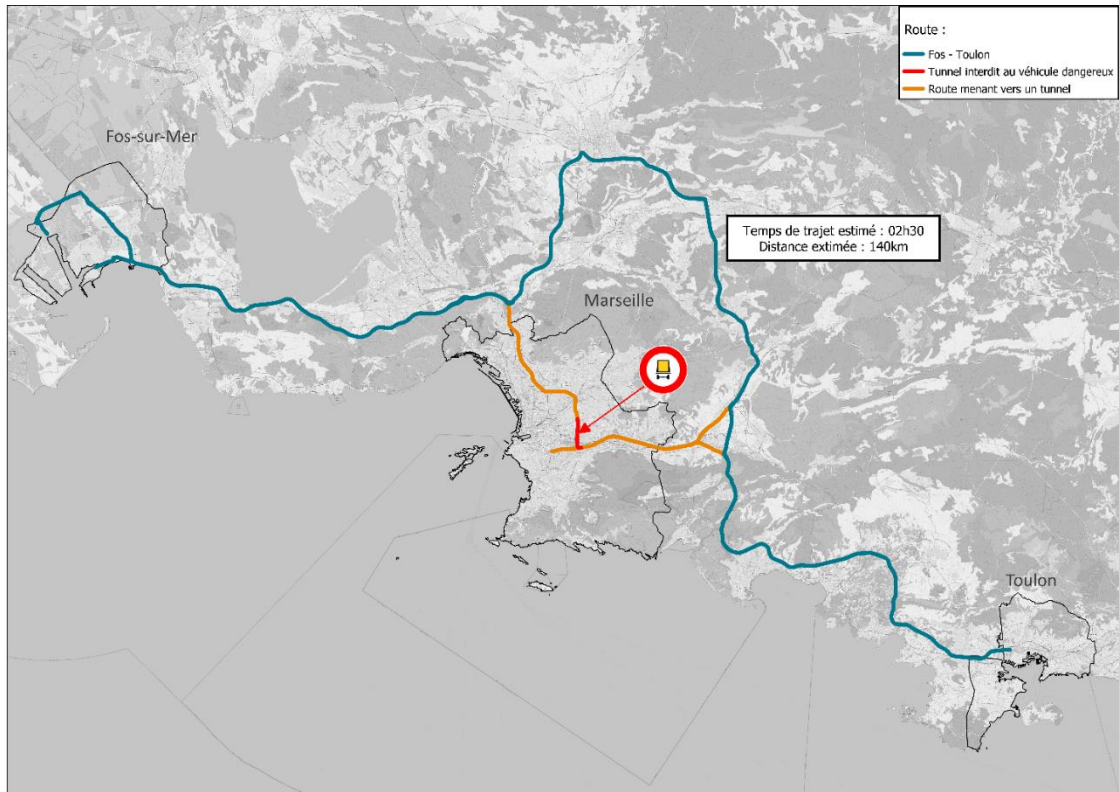 Route :
Fos - Toulon
Tunnel interdit au véhicule dangereux
Route menant vers un tunnel
Fos-sur-Mer
Temps de trajet estimé : 02h30
Distance extimée : 140km
Marseille
Toulon